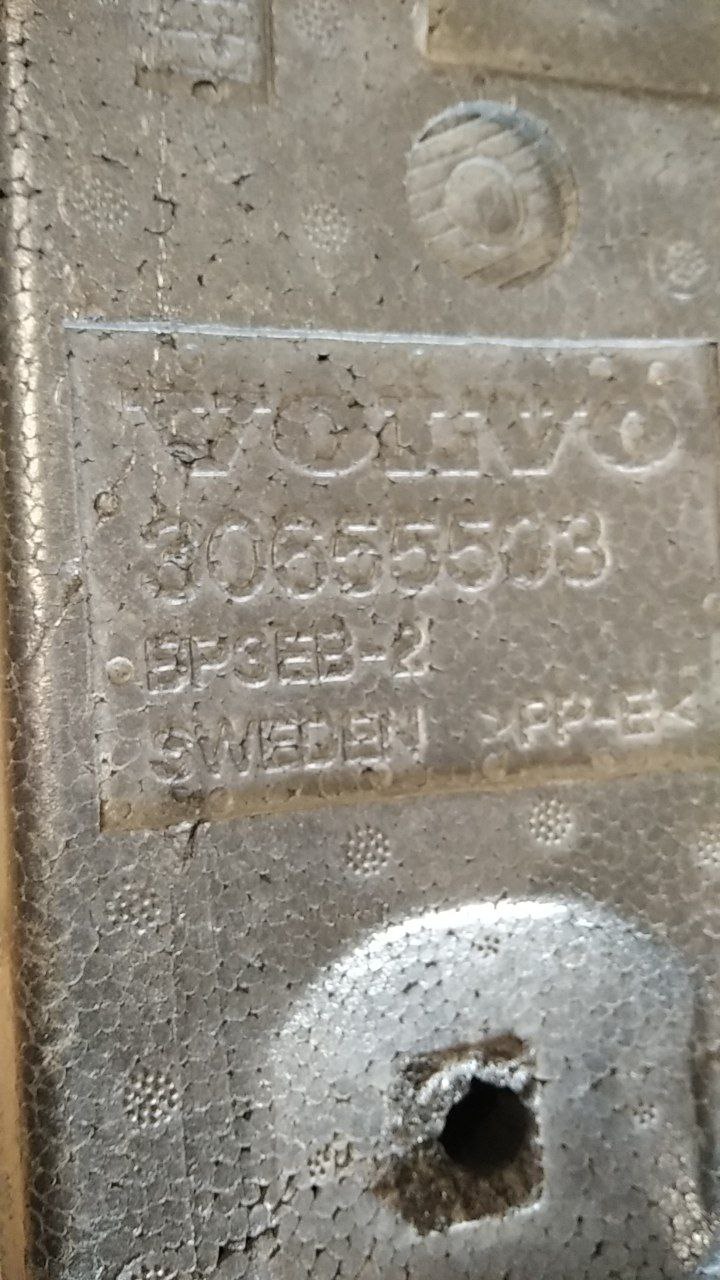 VOLVO
30655503
BP3EB-2
SWEDEN >PP-E<